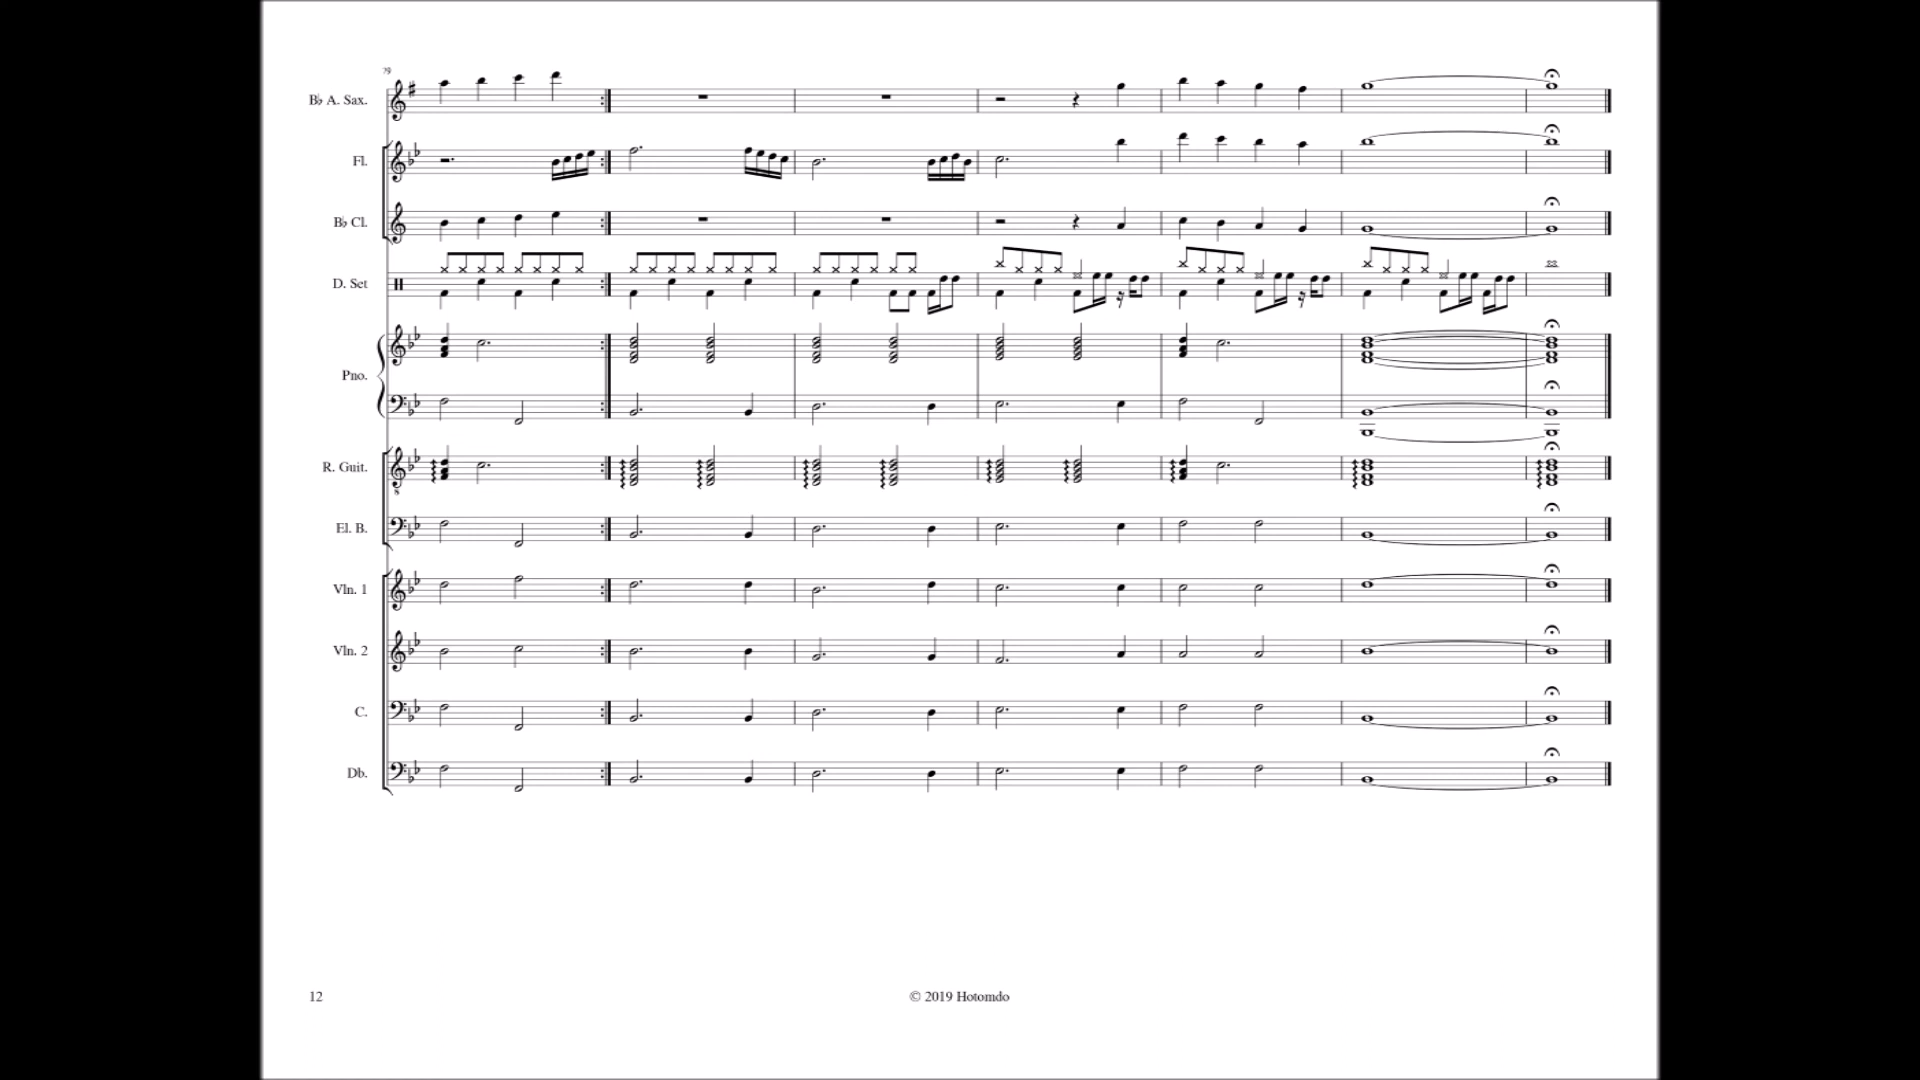 79
B♭ A. Sax.
Fl.
B♭ Cl.
D. Set
Pno.
R. Guit.
El. B.
Vln. 1
Vln. 2
C.
Db.
12
© 2019 Hotomdo